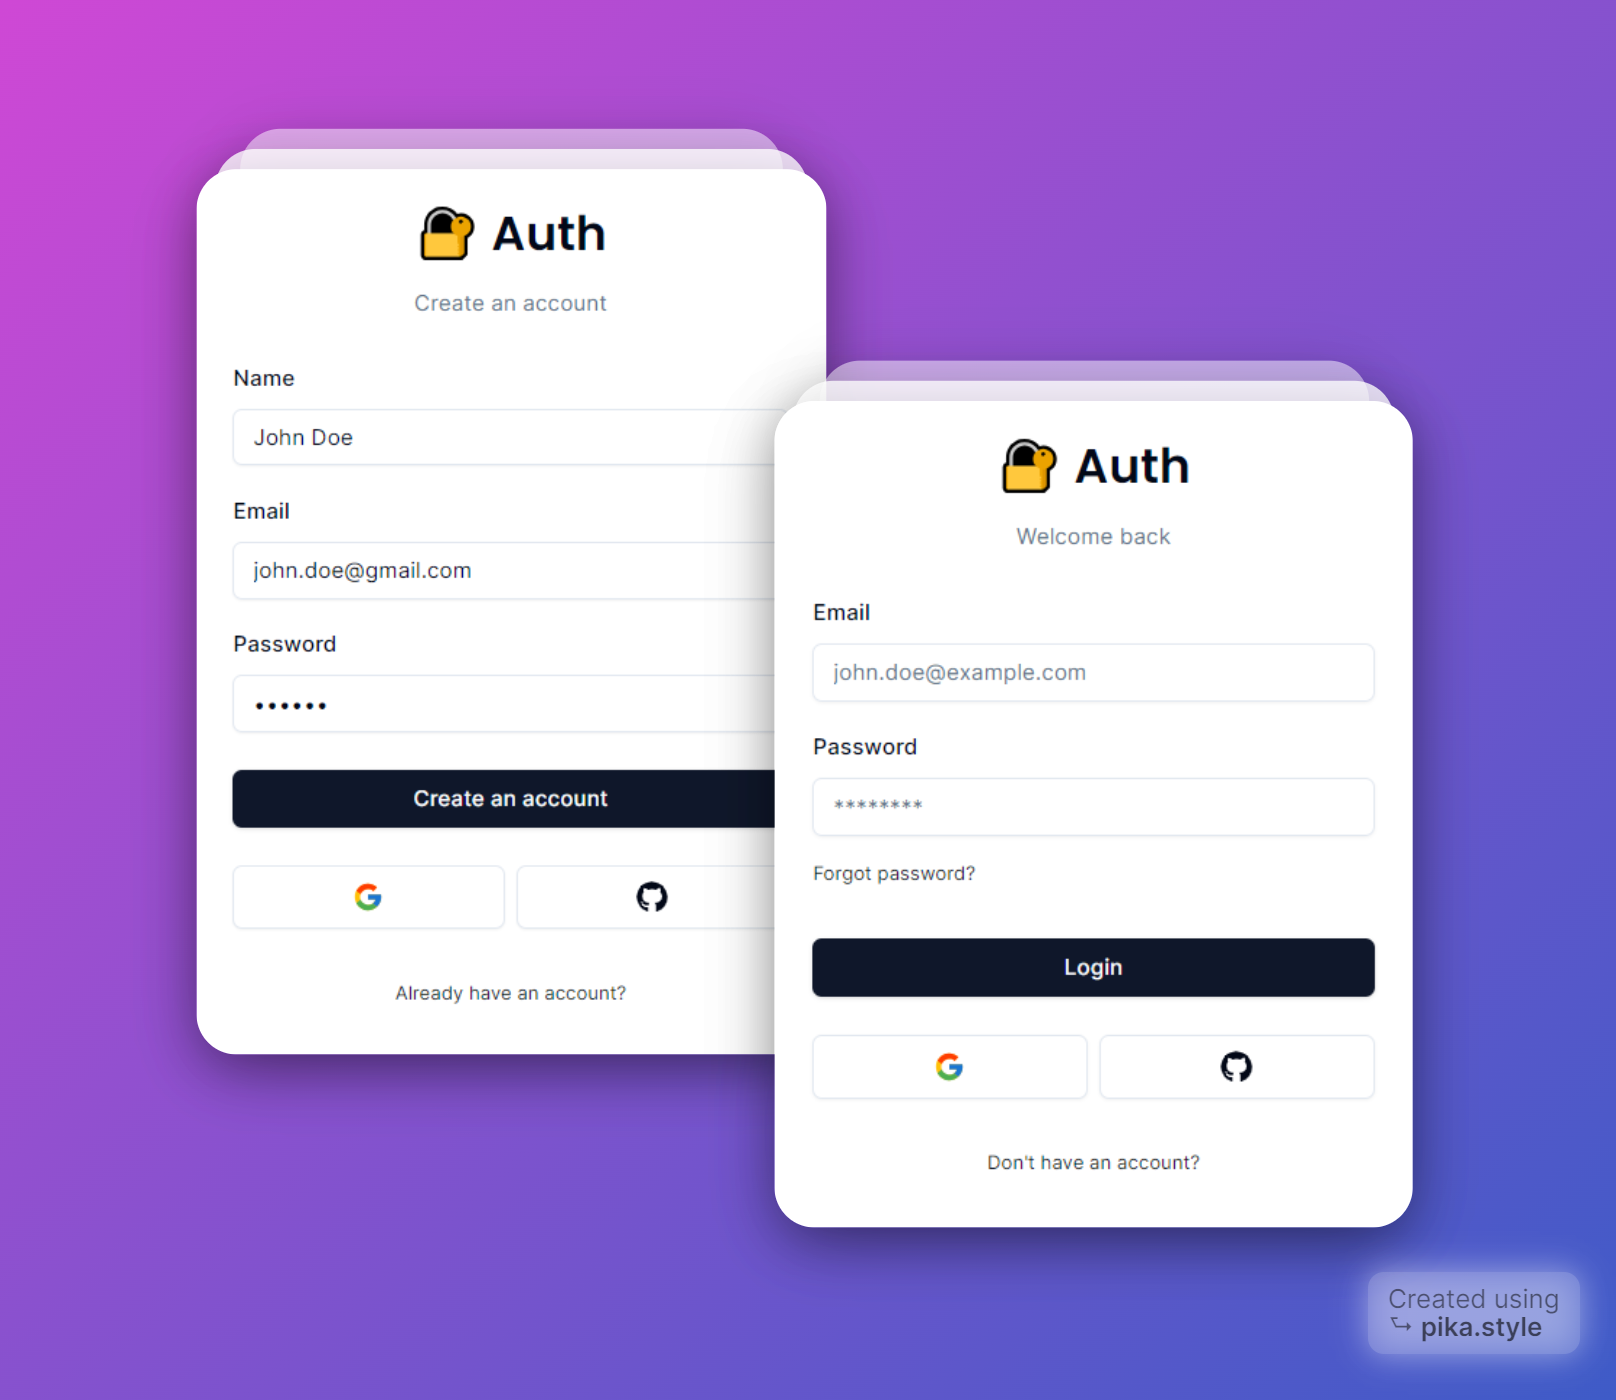 Auth
Create an account
Name
John Doe
Email
john.doe@gmail.com
Password
••••••
Create an account
Already have an account?
Auth
Welcome back
Email
john.doe@example.com
Password
********
Forgot password?
Login
Don't have an account?
Created using
pika.style